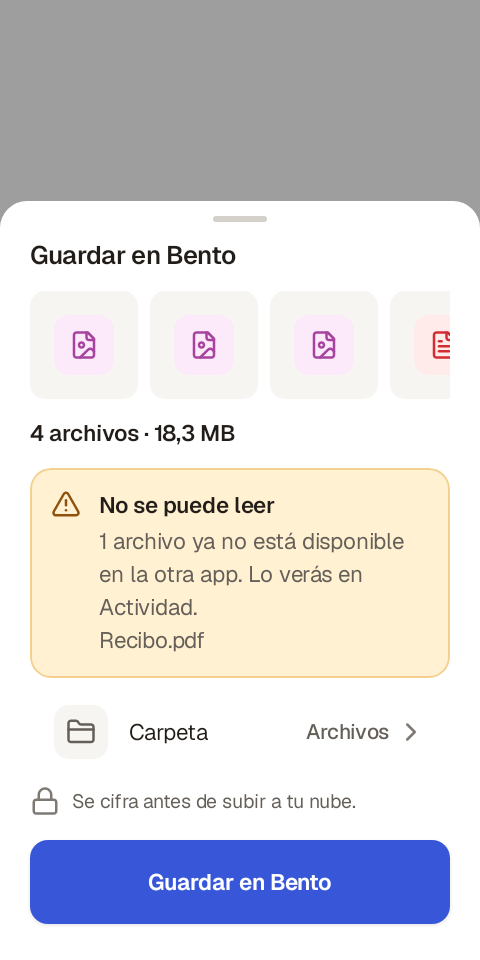 Guardar en Bento
4 archivos · 18,3 MB
No se puede leer
1 archivo ya no está disponible
en la otra app. Lo verás en
Actividad.
Recibo.pdf
Carpeta
Archivos
Se cifra antes de subir a tu nube.
Guardar en Bento